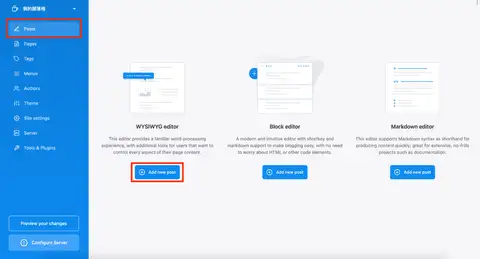 我的部落格
Posts
Pages
Tags
Menus
Authors
Theme
Site settings
Server
Tools & Plugins
Preview your changes
Configure Server
WYSIWYG editor
This editor provides a familiar word-processing
experience, with additional tools for users that want to
control every aspect of their page content.
Add new post
Block editor
A modern and intuitive editor with shortkey and
markdown support to make blogging easy, with no need
to worry about HTML or other code elements.
Add new post
Markdown editor
This editor supports Markdown syntax as shorthand for
producing content quickly, great for extensive, no-frills
projects such as documentation.
Add new post